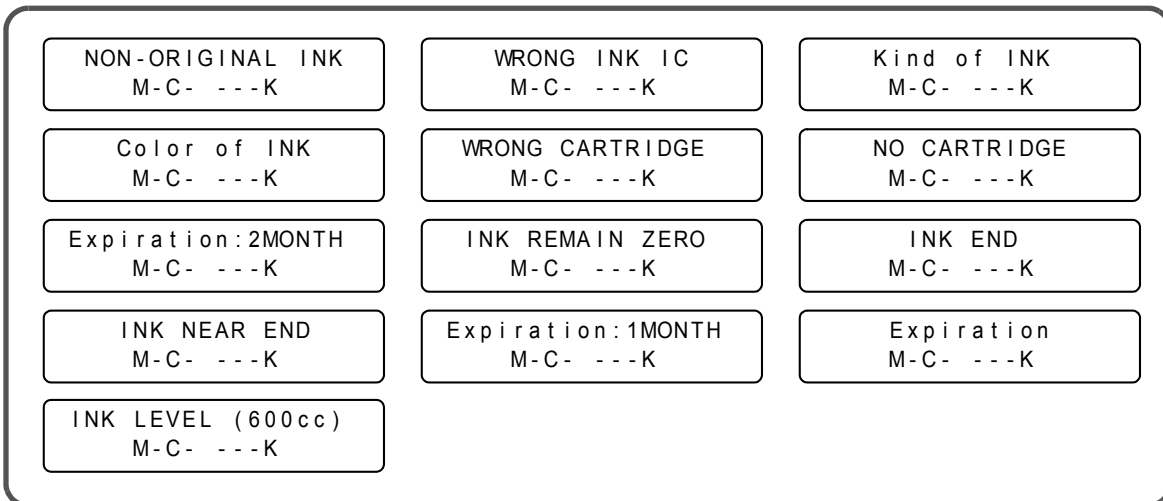 NON-ORIGINAL INK
M-C- ---K
WRONG INK IC
M-C- ---K
Kind of INK
M-C- ---K
Color of INK
M-C- ---K
WRONG CARTRIDGE
M-C- ---K
NO CARTRIDGE
M-C- ---K
Expiration:2MONTH
M-C- ---K
INK REMAIN ZERO
M-C- ---K
INK END
M-C- ---K
INK NEAR END
M-C- ---K
Expiration:1MONTH
M-C- ---K
Expiration
M-C- ---K
INK LEVEL (600cc)
M-C- ---K